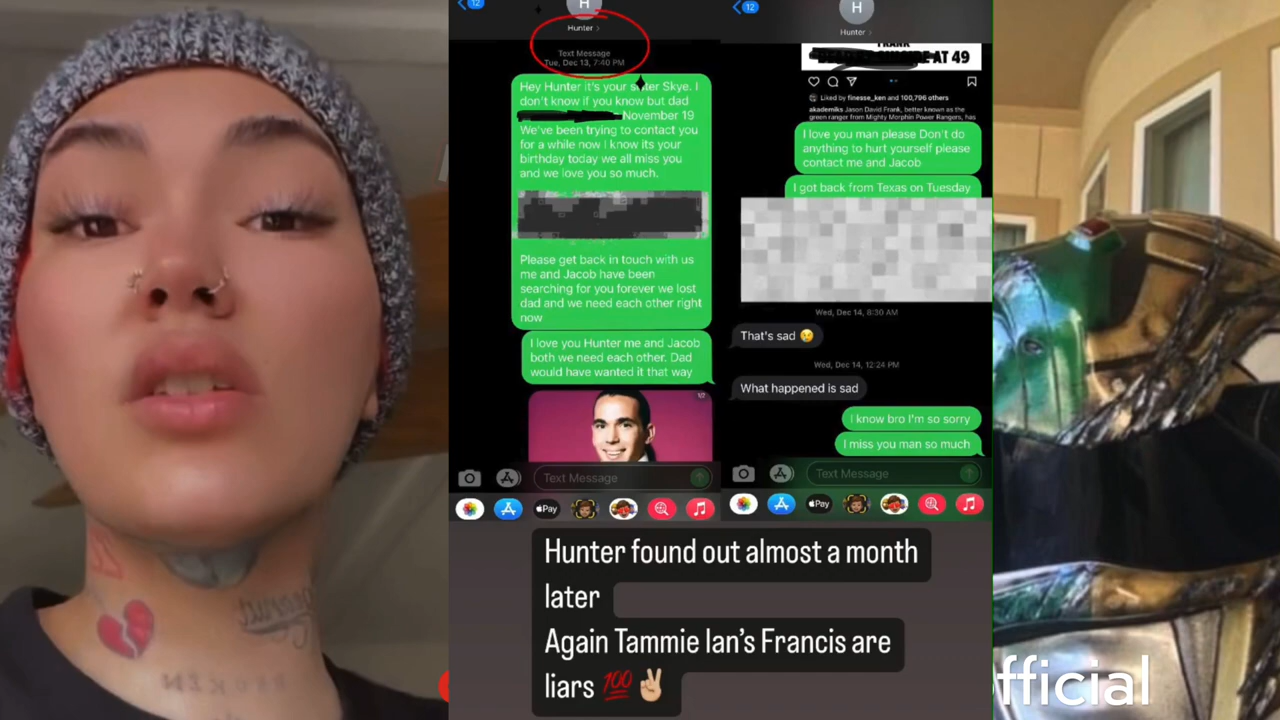 12
H
Hunter >
Text Message
Tue, Dec 13, 7:40 PM
Hey Hunter it's your sister Skye. I
don't know if you know but dad
November 19
We've been trying to contact you
for a while now I know its your
birthday today we all miss you
and we love you so much.
Please get back in touch with us
me and Jacob have been
searching for you forever we lost
dad and we need each other right
now
I love you Hunter me and Jacob
both we need each other. Dad
would have wanted it that way
1/2
Text Message
Pay
12
H
Hunter >
FRANK
AT 49
Liked by finesse_ken and 100,796 others
akademiks Jason David Frank, better known as the
green ranger from Mighty Morphin Power Rangers, has
I love you man please Don't do
anything to hurt yourself please
contact me and Jacob
I got back from Texas on Tuesday
Wed, Dec 14, 8:30 AM
That's sad 😢
Wed, Dec 14, 12:24 PM
What happened is sad
I know bro I'm so sorry
I miss you man so much
Text Message
Pay
Hunter found out almost a month
later
Again Tammie Ian's Francis are
liars 💯✌🏼
fficial